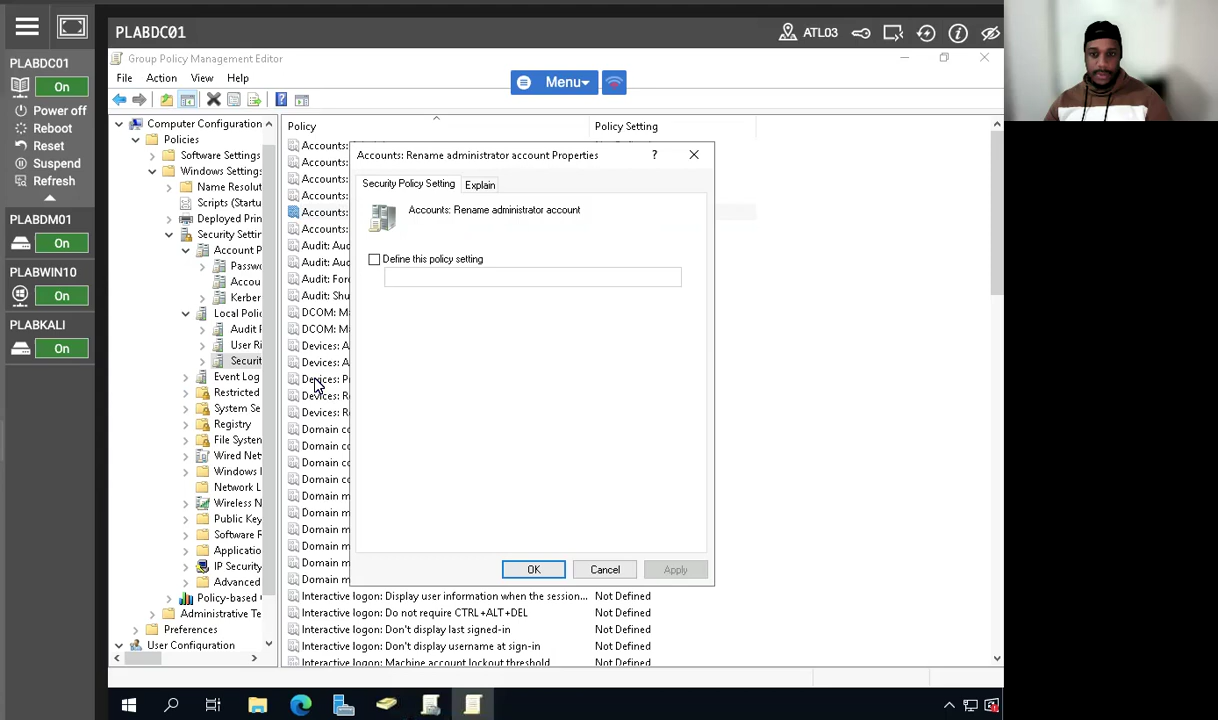 PLABDC01
ATL03
PLABDC01
On
Power off
Reboot
Reset
Suspend
Refresh
PLABDM01
On
PLABWIN10
On
PLABKALI
On
Group Policy Management Editor
File Action View Help
Menu
Computer Configuration
Policies
Software Settings
Windows Settings
Name Resolut
Scripts (Startu
Deployed Prin
Security Settin
Account P
Passwo
Accou
Kerber
Local Polic
Audit P
User Ri
Securit
Event Log
Restricted
System Se
Registry
File System
Wired Net
Windows
Network L
Wireless N
Public Key
Software R
Applicatio
IP Security
Advanced
Policy-based
Administrative Te
Preferences
User Configuration
Policy Policy Setting
Accounts:
Accounts:
Accounts:
Accounts:
Accounts:
Accounts:
Audit: Auc
Audit: Auc
Audit: For
Audit: Shu
DCOM: M
DCOM: M
Devices: A
Devices: A
Devices: P
Devices: R
Devices: R
Domain co
Domain co
Domain co
Domain co
Domain m
Domain m
Domain m
Domain m
Domain m
Domain m
Interactive logon: Display user information when the session... Not Defined
Interactive logon: Do not require CTRL+ALT+DEL Not Defined
Interactive logon: Don't display last signed-in Not Defined
Interactive logon: Don't display username at sign-in Not Defined
Interactive logon: Machine account lockout threshold Not Defined
Accounts: Rename administrator account Properties
Security Policy Setting Explain
Accounts: Rename administrator account
Define this policy setting
OK Cancel Apply